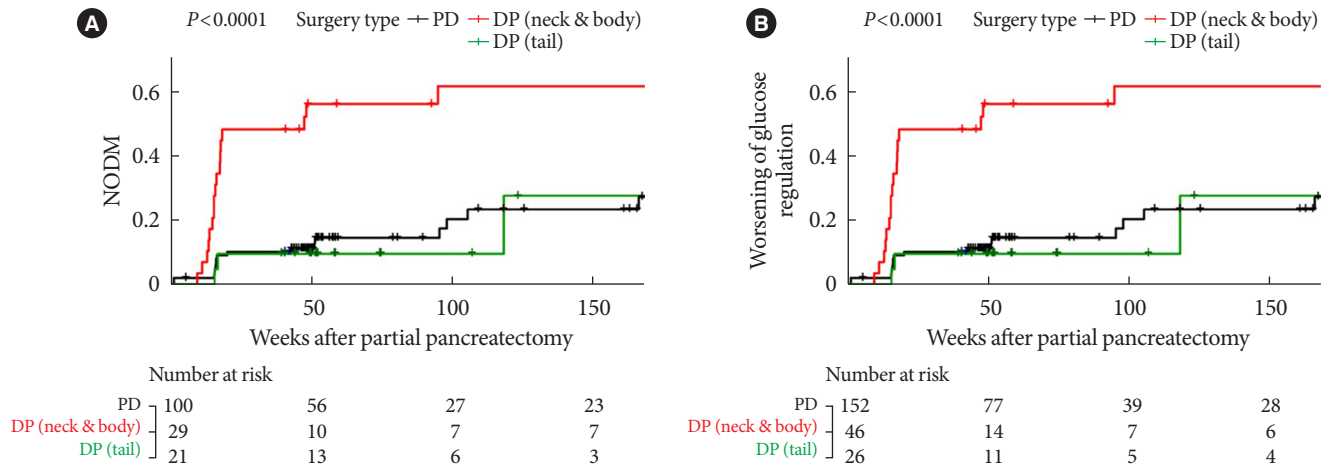 A P<0.0001 Surgery type PD DP (neck & body)
DP (tail)
0.6
0.4
0.2
0
NODM
50 100 150
Weeks after partial pancreatectomy
Number at risk
PD 100 56 27 23
DP (neck & body) 29 10 7 7
DP (tail) 21 13 6 3
B P<0.0001 Surgery type PD DP (neck & body)
DP (tail)
0.6
0.4
0.2
0
Worsening of glucose
regulation
50 100 150
Weeks after partial pancreatectomy
Number at risk
PD 152 77 39 28
DP (neck & body) 46 14 7 6
DP (tail) 26 11 5 4